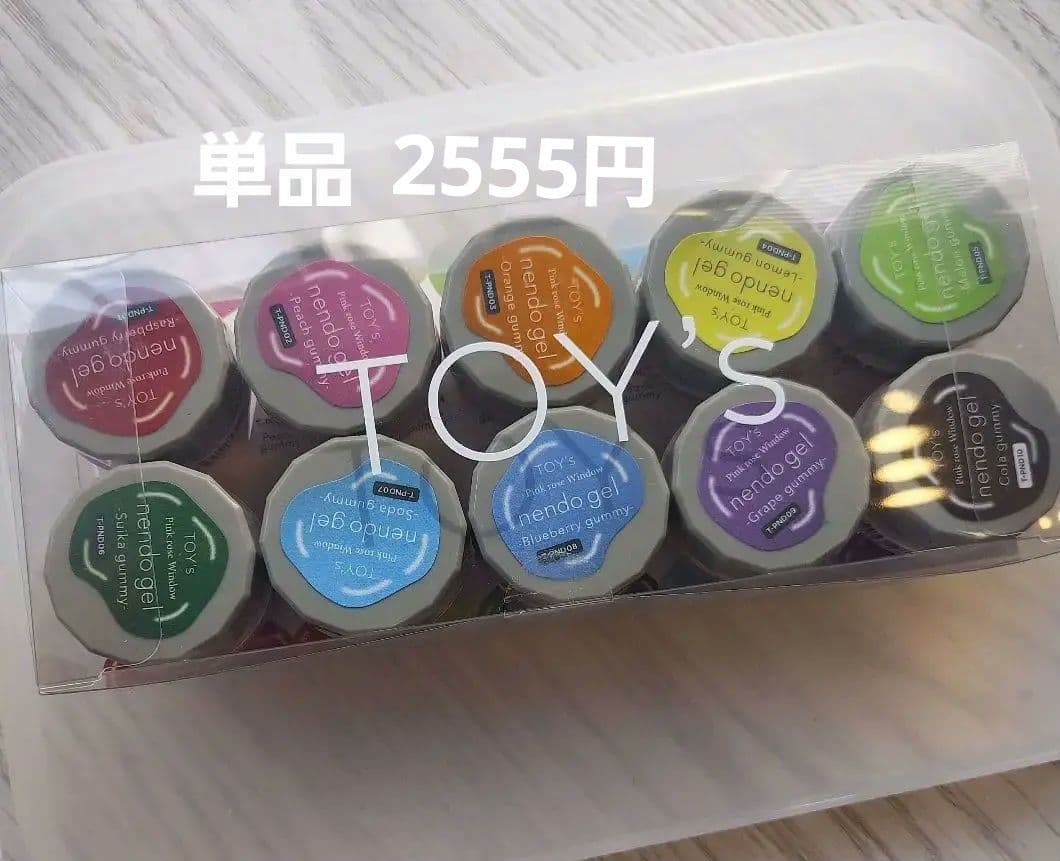 単品 2555円
TOY's
T-PND01
-Raspberry gummy-
nendo gel
Pink rose Window
TOY's
TOY's
Pink rose Window
nendo gel
-Peach gummy-
T-PND02
TOY's
Pink rose Window
nendo gel
-Orange gummy-
T-PND03
T-PND04
-Lemon gummy-
nendo gel
Pink rose Window
TOY's
TOY's
Pink rose Window
nendo gel
-Melon gummy-
T-PND05
TOY's
Pink rose Window
nendo gel
-Suika gummy-
T-PND06
T-PND07
-Soda gummy-
nendo gel
Pink rose Window
TOY's
TOY's
Pink rose Window
nendo gel
-Blueberry gummy-
T-PND08
TOY's
Pink rose Window
nendo gel
-Grape gummy-
T-PND09
TOY's
Pink rose Window
nendo gel
-Cola gummy-
T-PND10